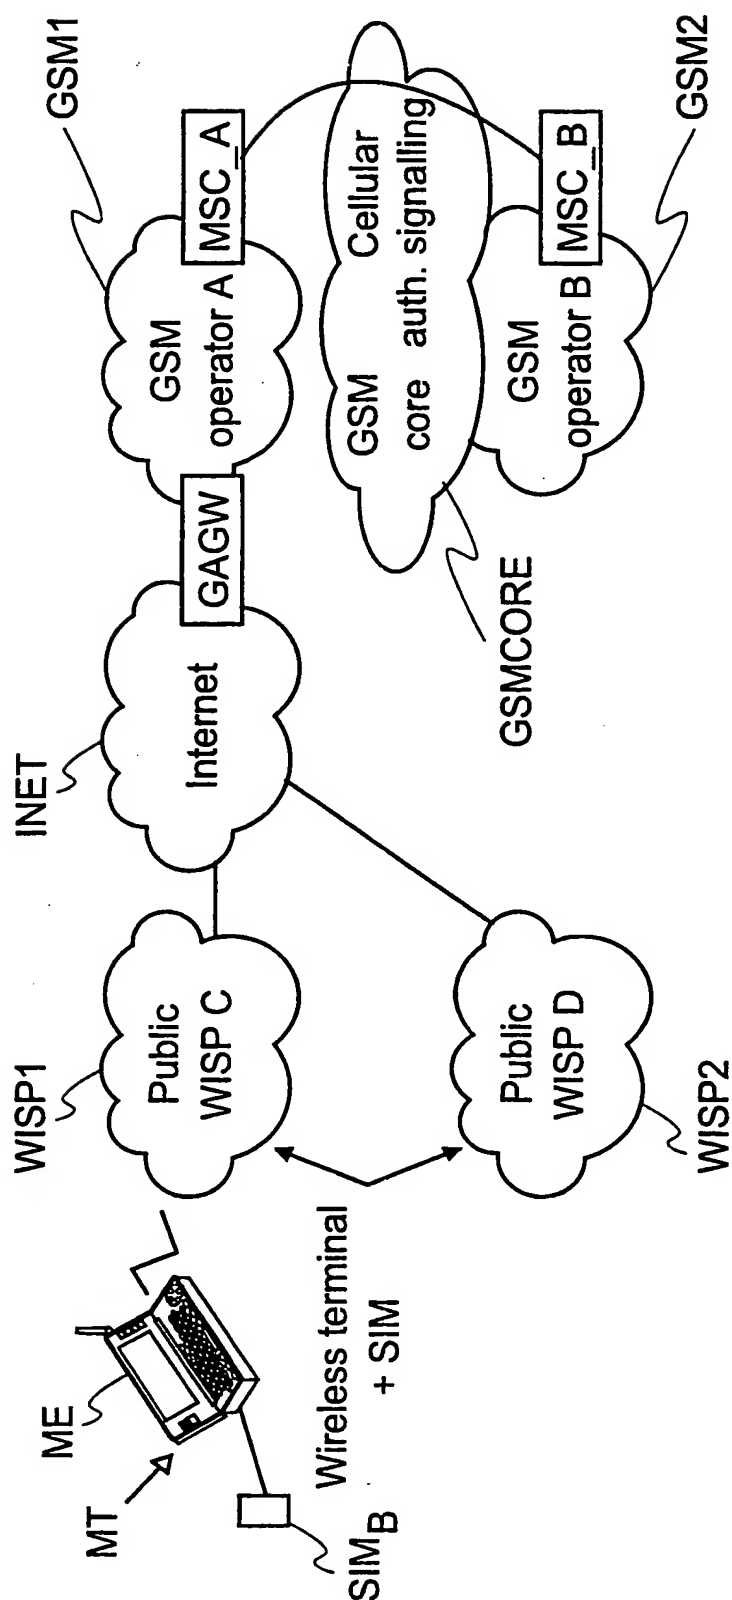 GSM1
GSM2
MSC_A
MSC_B
GSM
operator A
GSM
core
Cellular
auth. signalling
GSM
operator B
GAGW
GSMCORE
INET
Internet
WISP1
Public
WISP C
Public
WISP D
WISP2
Wireless terminal
+ SIM
ME
MT
SIMB